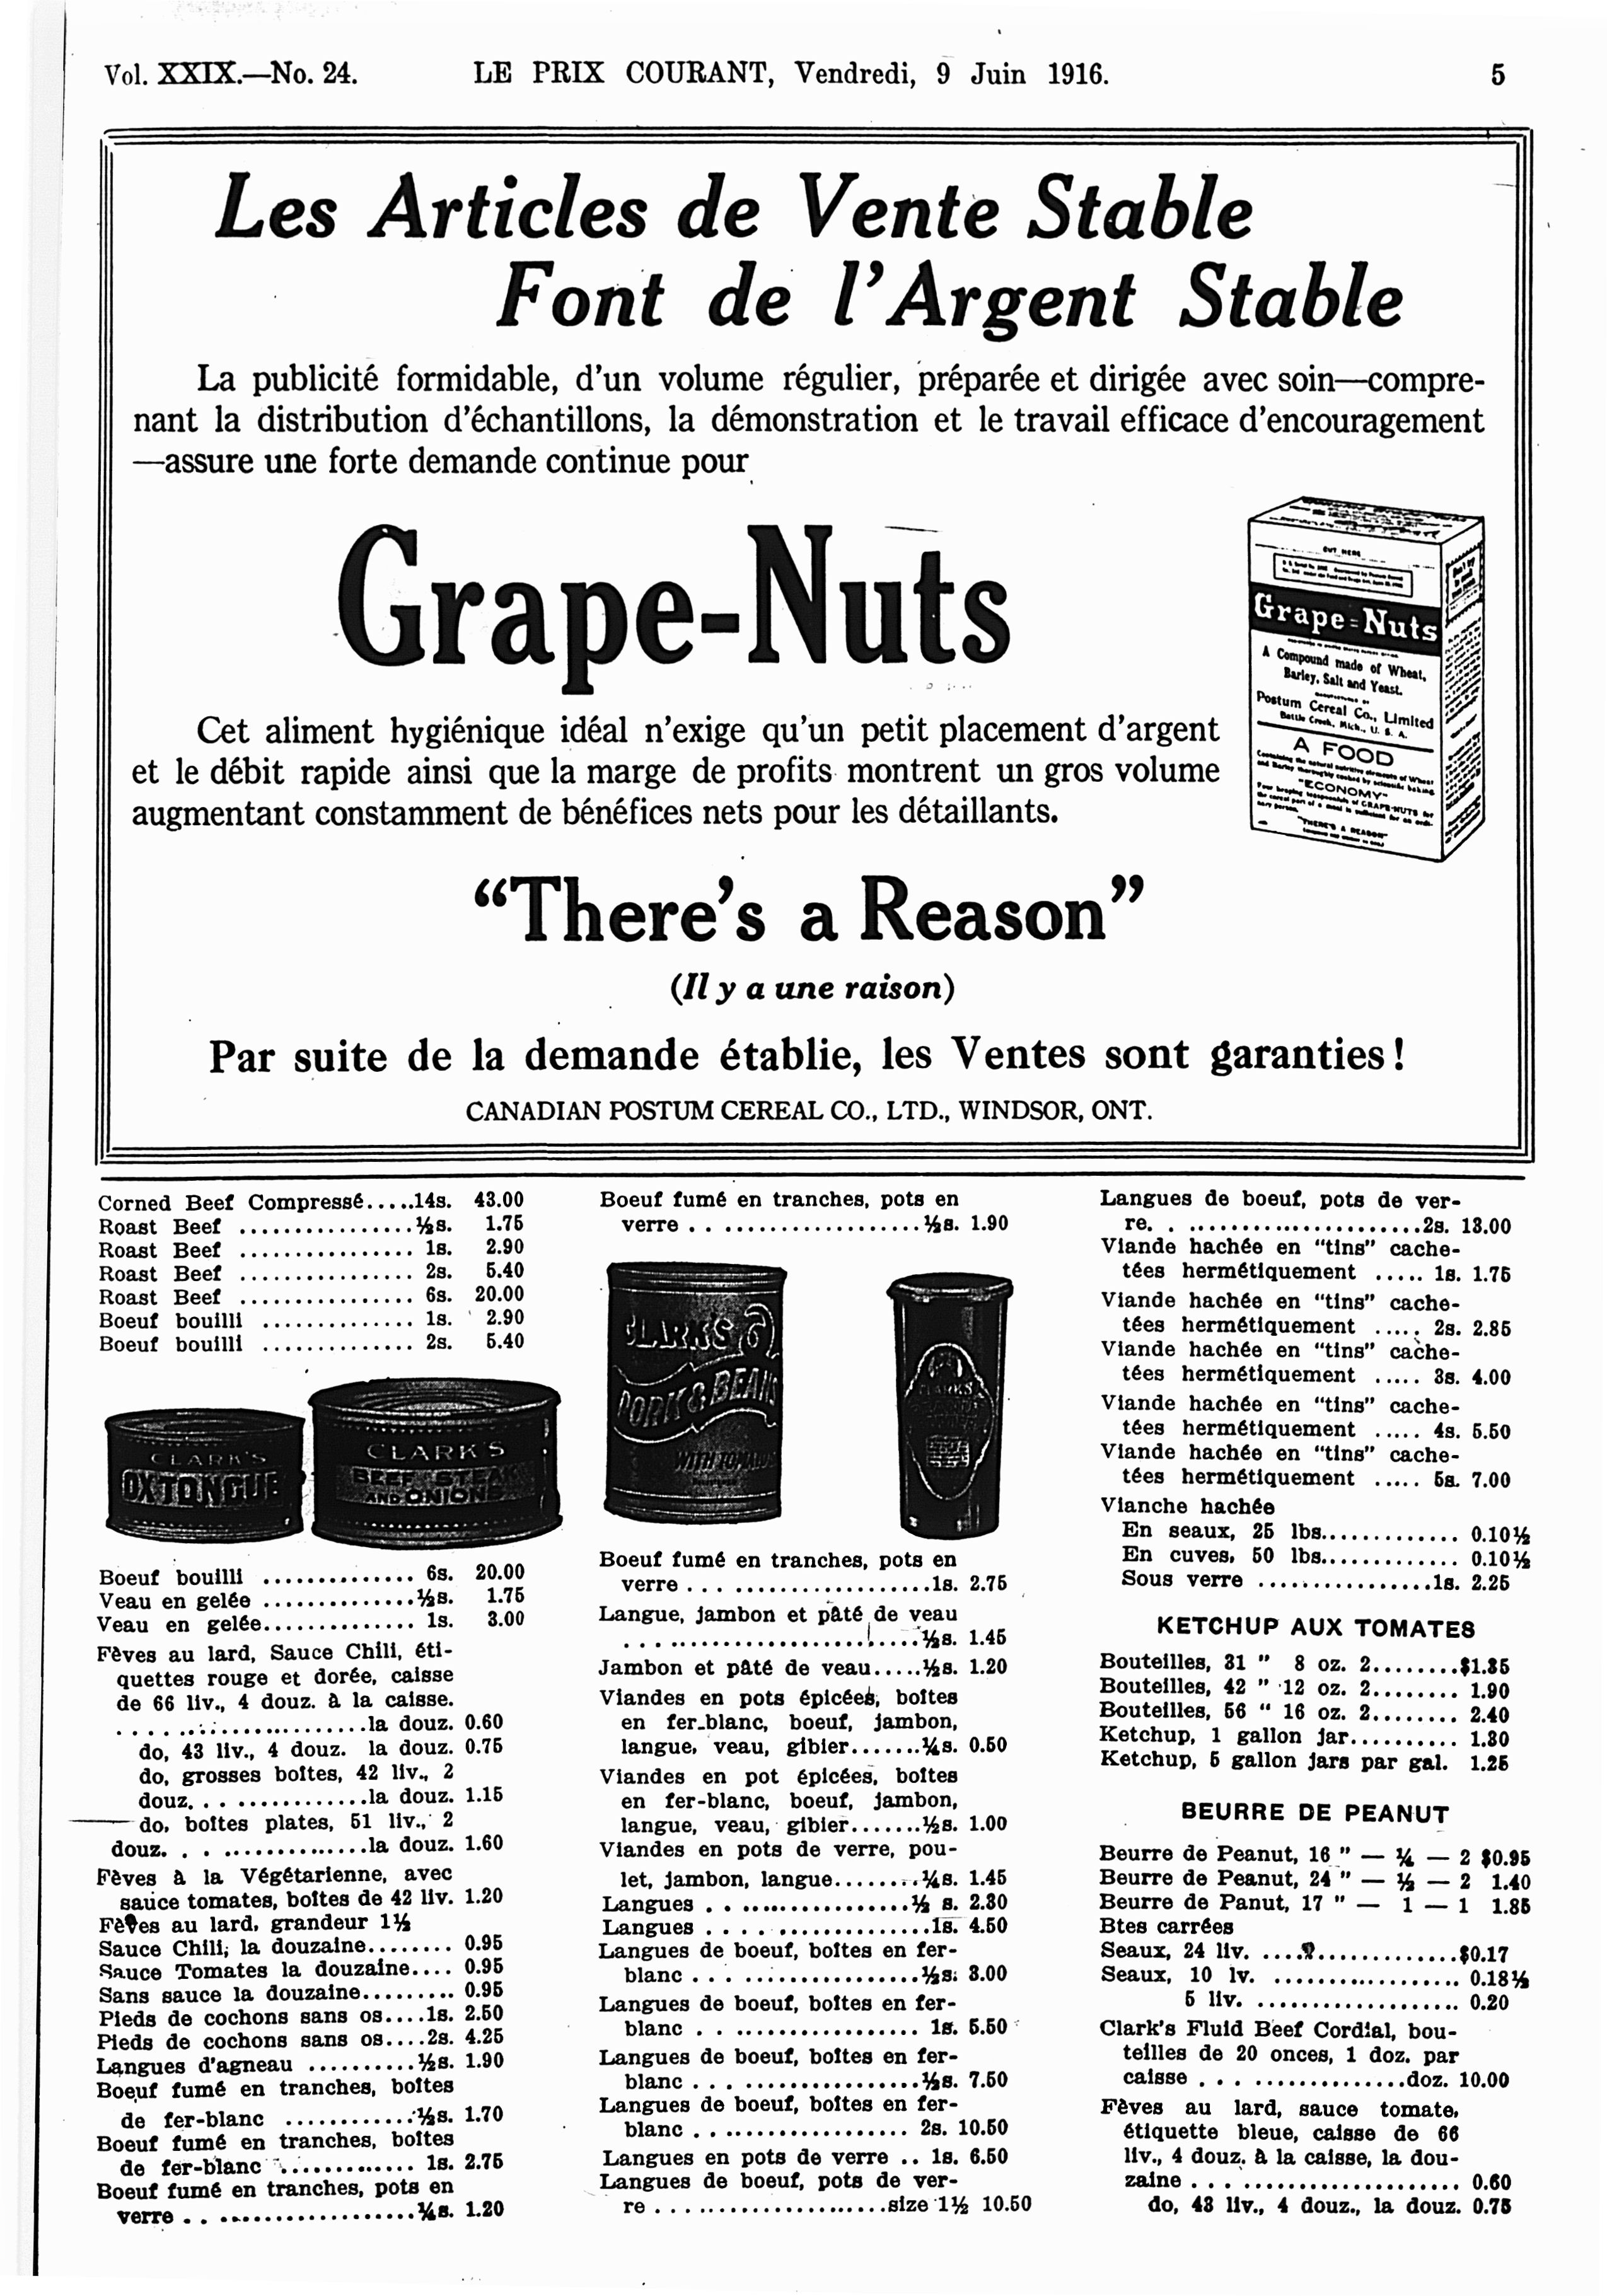 Vol. XXIX.—No. 24.
LE PRIX COURANT, Vendredi, 9 Juin 1916.
5
Les Articles de Vente Stable
Font de l'Argent Stable
La publicité formidable, d'un volume régulier, préparée et dirigée avec soin—compre-
nant la distribution d'échantillons, la démonstration et le travail efficace d'encouragement
—assure une forte demande continue pour
Grape-Nuts
CUT HERE
Grape=Nuts
A Compound made of Wheat,
Barley, Salt and Yeast.
Postum Cereal Co., Limited
Battle Creek, Mich., U. S. A.
A FOOD
"ECONOMY"
"THERE'S A REASON"
Cet aliment hygiénique idéal n'exige qu'un petit placement d'argent
et le débit rapide ainsi que la marge de profits montrent un gros volume
augmentant constamment de bénéfices nets pour les détaillants.
"There's a Reason"
(Il y a une raison)
Par suite de la demande établie, les Ventes sont garanties!
CANADIAN POSTUM CEREAL CO., LTD., WINDSOR, ONT.
Corned Beef Compressé.....14s. 43.00
Roast Beef ................½s. 1.75
Roast Beef ................ 1s. 2.90
Roast Beef ................ 2s. 5.40
Roast Beef ................ 6s. 20.00
Boeuf bouilli .............. 1s. 2.90
Boeuf bouilli .............. 2s. 5.40
CLARK'S
OX TONGUE
CLARK'S
BEEF STEAK
AND ONIONS
Boeuf bouilli .............. 6s. 20.00
Veau en gelée ..............½s. 1.75
Veau en gelée.............. 1s. 3.00
Fèves au lard, Sauce Chili, éti-
quettes rouge et dorée, caisse
de 66 liv., 4 douz. à la caisse.
.........................la douz. 0.60
do, 43 liv., 4 douz. la douz. 0.75
do, grosses boîtes, 42 liv., 2
douz. . . .............la douz. 1.15
do, boîtes plates, 51 liv., 2
douz. . . ..............la douz. 1.60
Fèves à la Végétarienne, avec
sauce tomates, boîtes de 42 liv. 1.20
Fèves au lard, grandeur 1½
Sauce Chili, la douzaine........ 0.95
Sauce Tomates la douzaine.... 0.95
Sans sauce la douzaine......... 0.95
Pieds de cochons sans os....1s. 2.50
Pieds de cochons sans os....2s. 4.25
Langues d'agneau ..........½s. 1.90
Boeuf fumé en tranches, boîtes
de fer-blanc ............½s. 1.70
Boeuf fumé en tranches, boîtes
de fer-blanc ............. 1s. 2.75
Boeuf fumé en tranches, pots en
verre . . ..................¼s. 1.20
Boeuf fumé en tranches, pots en
verre . . ...................½s. 1.90
CLARK'S
PORK & BEANS
WITH TOMATO
CLARK'S
Boeuf fumé en tranches, pots en
verre . . . ..................1s. 2.75
Langue, jambon et pâté de veau
...........................½s. 1.45
Jambon et pâté de veau.....½s. 1.20
Viandes en pots épicées, boîtes
en fer-blanc, boeuf, jambon,
langue, veau, gibier.......¼s. 0.50
Viandes en pot épicées, boîtes
en fer-blanc, boeuf, jambon,
langue, veau, gibier.......½s. 1.00
Viandes en pots de verre, pou-
let, jambon, langue........¼s. 1.45
Langues . . ................½ s. 2.30
Langues . . . . ..............1s. 4.50
Langues de boeuf, boîtes en fer-
blanc . . . .................½s. 3.00
Langues de boeuf, boîtes en fer-
blanc . . ................. 1s. 5.50
Langues de boeuf, boîtes en fer-
blanc . . . .................½s. 7.50
Langues de boeuf, boîtes en fer-
blanc . . ................. 2s. 10.50
Langues en pots de verre .. 1s. 6.50
Langues de boeuf, pots de ver-
re . . . ....................size 1½ 10.50
Langues de boeuf, pots de ver-
re. . ......................2s. 13.00
Viande hachée en "tins" cache-
tées hermétiquement ..... 1s. 1.75
Viande hachée en "tins" cache-
tées hermétiquement ..... 2s. 2.85
Viande hachée en "tins" cache-
tées hermétiquement ..... 3s. 4.00
Viande hachée en "tins" cache-
tées hermétiquement ..... 4s. 5.50
Viande hachée en "tins" cache-
tées hermétiquement ..... 5s. 7.00
Vianche hachée
En seaux, 25 lbs............. 0.10½
En cuves, 50 lbs............. 0.10½
Sous verre ................1s. 2.25
KETCHUP AUX TOMATES
Bouteilles, 31 " 8 oz. 2........$1.35
Bouteilles, 42 " 12 oz. 2........ 1.90
Bouteilles, 56 " 16 oz. 2........ 2.40
Ketchup, 1 gallon jar.......... 1.30
Ketchup, 5 gallon jars par gal. 1.25
BEURRE DE PEANUT
Beurre de Peanut, 16 " — ¼ — 2 $0.95
Beurre de Peanut, 24 " — ½ — 2 1.40
Beurre de Panut, 17 " — 1 — 1 1.85
Btes carrées
Seaux, 24 liv. ..................$0.17
Seaux, 10 lv. .................. 0.18½
5 liv. ................... 0.20
Clark's Fluid Beef Cordial, bou-
teilles de 20 onces, 1 doz. par
caisse . . . ...............doz. 10.00
Fèves au lard, sauce tomate,
étiquette bleue, caisse de 66
liv., 4 douz. à la caisse, la dou-
zaine . . . ..................... 0.60
do, 43 liv., 4 douz., la douz. 0.75